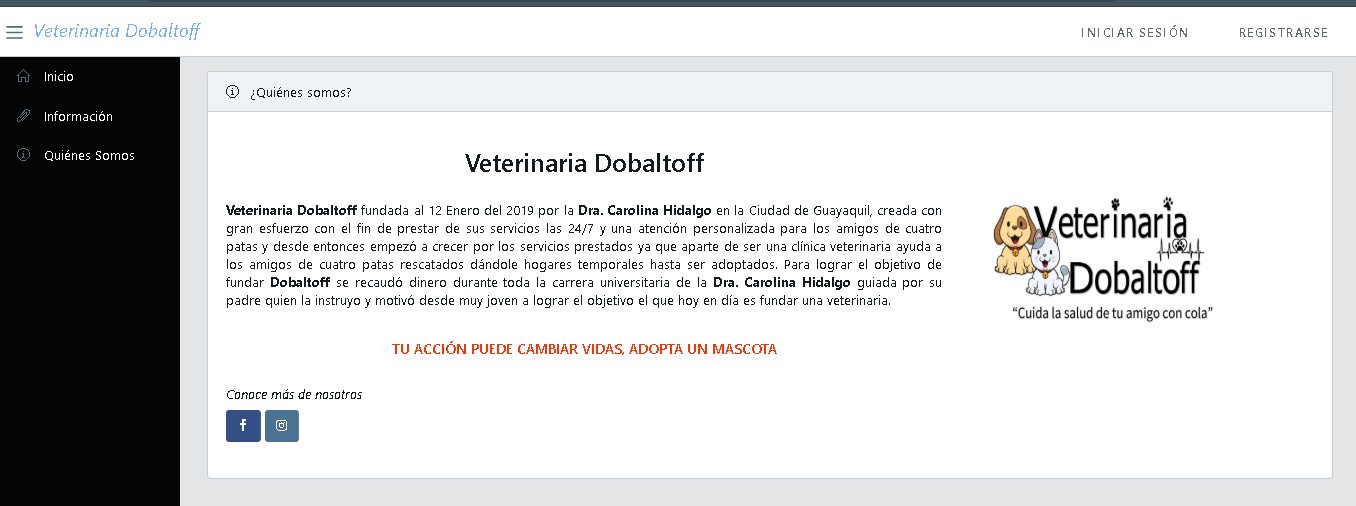 Veterinaria Dobaltoff
INICIAR SESIÓN
REGISTRARSE
Inicio
Información
Quiénes Somos
¿Quiénes somos?
Veterinaria Dobaltoff
Veterinaria Dobaltoff fundada al 12 Enero del 2019 por la Dra. Carolina Hidalgo en la Ciudad de Guayaquil, creada con
gran esfuerzo con el fin de prestar de sus servicios las 24/7 y una atención personalizada para los amigos de cuatro
patas y desde entonces empezó a crecer por los servicios prestados ya que aparte de ser una clínica veterinaria ayuda a
los amigos de cuatro patas rescatados dándole hogares temporales hasta ser adoptados. Para lograr el objetivo de
fundar Dobaltoff se recaudó dinero durante toda la carrera universitaria de la Dra. Carolina Hidalgo guiada por su
padre quien la instruyo y motivó desde muy joven a lograr el objetivo el que hoy en día es fundar una veterinaria.
TU ACCIÓN PUEDE CAMBIAR VIDAS, ADOPTA UN MASCOTA
Conoce más de nosotros
Veterinaria
Dobaltoff
“Cuida la salud de tu amigo con cola”